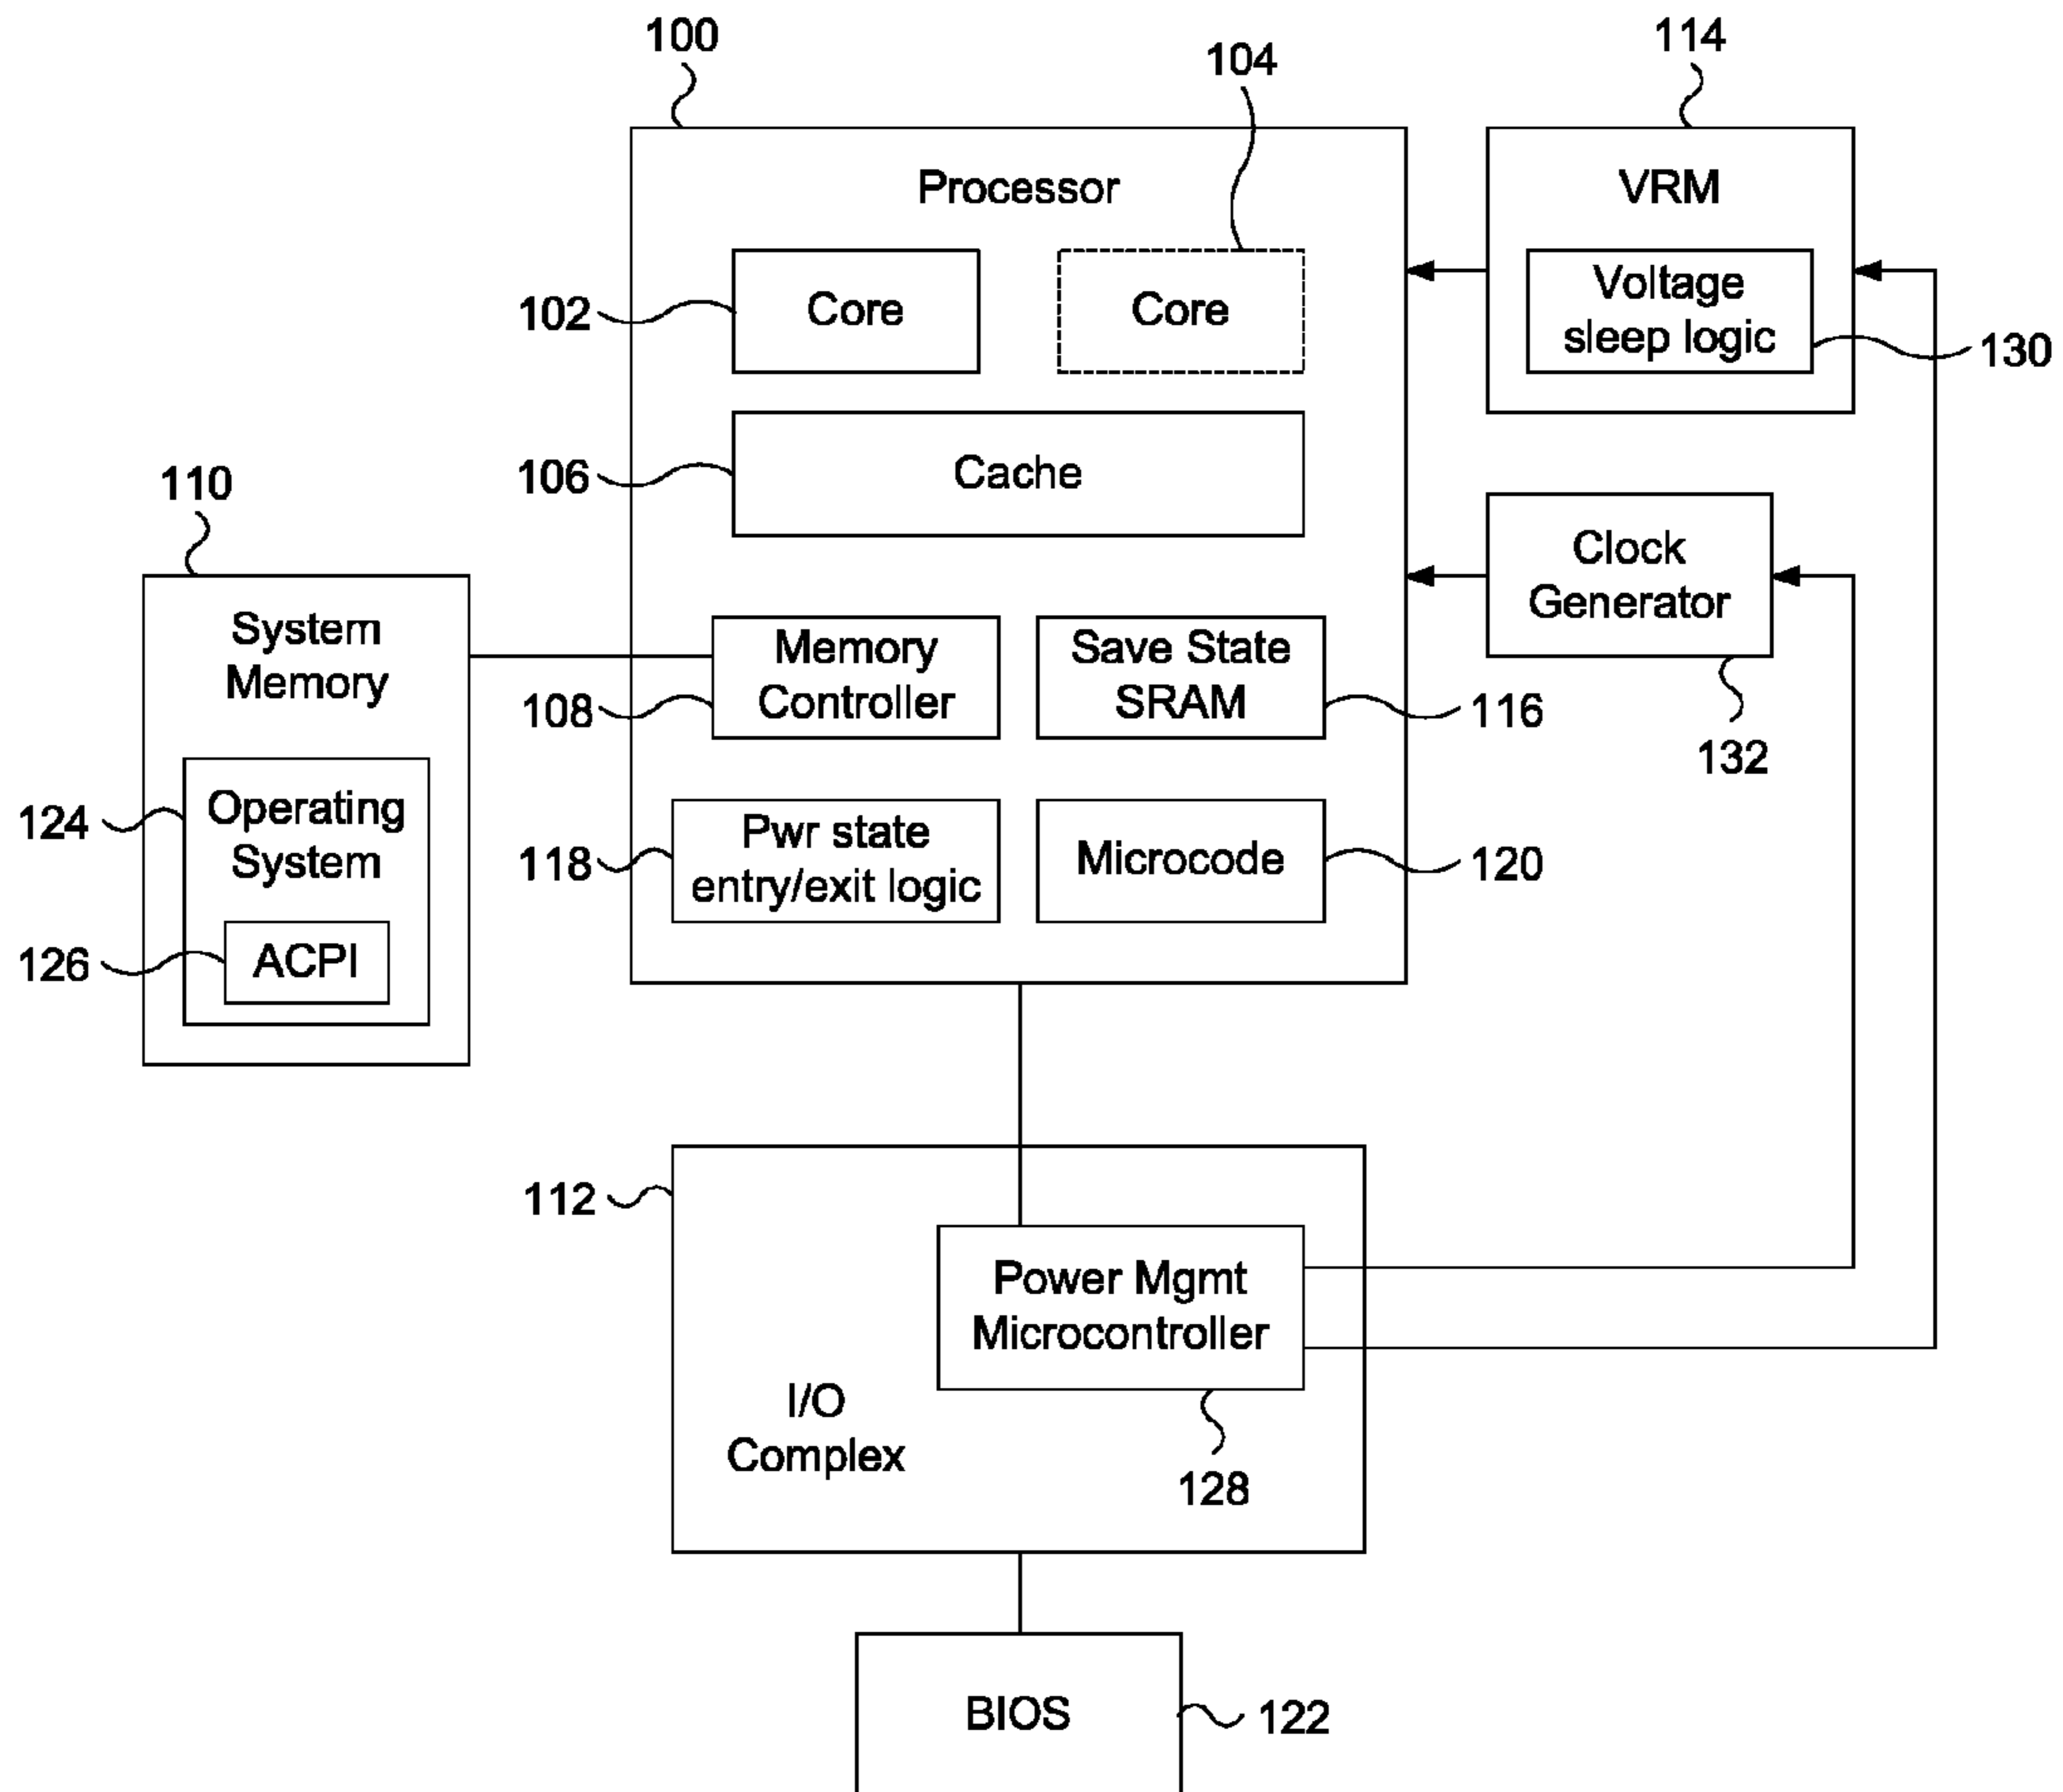 100
104
114
Processor
VRM
102
Core
Core
Voltage
sleep logic
130
106
Cache
110
Clock
Generator
132
System
Memory
Memory
Controller
108
Save State
SRAM
116
124
Operating
System
118
Pwr state
entry/exit logic
Microcode
120
126
ACPI
112
Power Mgmt
Microcontroller
I/O
Complex
128
BIOS
122